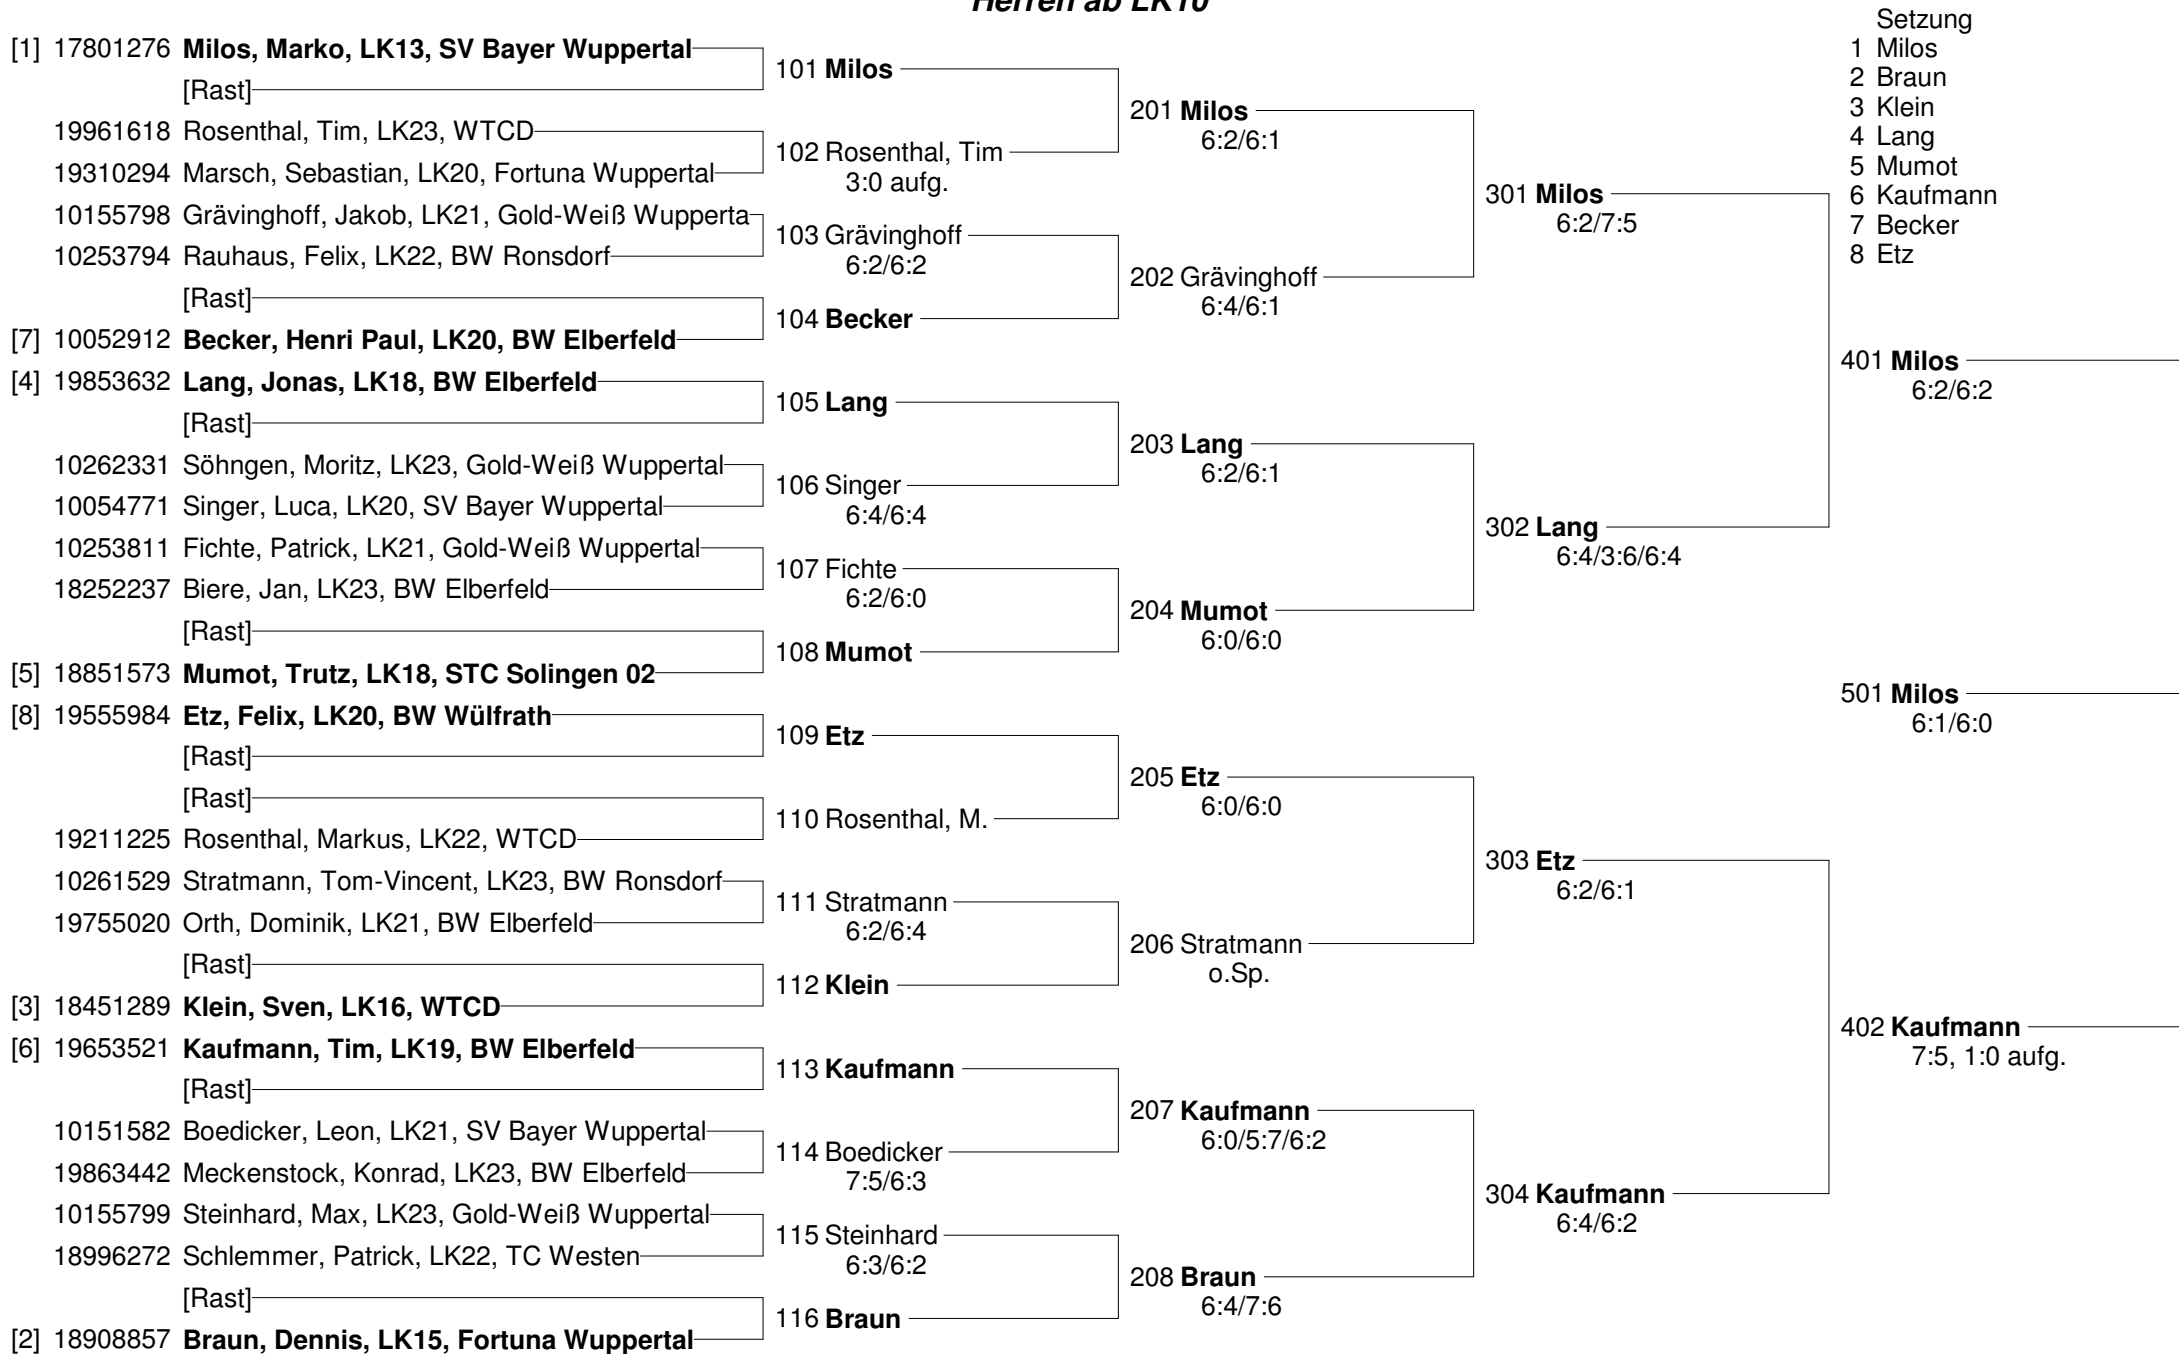 Herren ab LK10
[1] 17801276 Milos, Marko, LK13, SV Bayer Wuppertal
[Rast]
19961618 Rosenthal, Tim, LK23, WTCD
19310294 Marsch, Sebastian, LK20, Fortuna Wuppertal
10155798 Grävinghoff, Jakob, LK21, Gold-Weiß Wupperta
10253794 Rauhaus, Felix, LK22, BW Ronsdorf
[Rast]
[7] 10052912 Becker, Henri Paul, LK20, BW Elberfeld
[4] 19853632 Lang, Jonas, LK18, BW Elberfeld
[Rast]
10262331 Söhngen, Moritz, LK23, Gold-Weiß Wuppertal
10054771 Singer, Luca, LK20, SV Bayer Wuppertal
10253811 Fichte, Patrick, LK21, Gold-Weiß Wuppertal
18252237 Biere, Jan, LK23, BW Elberfeld
[Rast]
[5] 18851573 Mumot, Trutz, LK18, STC Solingen 02
[8] 19555984 Etz, Felix, LK20, BW Wülfrath
[Rast]
[Rast]
19211225 Rosenthal, Markus, LK22, WTCD
10261529 Stratmann, Tom-Vincent, LK23, BW Ronsdorf
19755020 Orth, Dominik, LK21, BW Elberfeld
[Rast]
[3] 18451289 Klein, Sven, LK16, WTCD
[6] 19653521 Kaufmann, Tim, LK19, BW Elberfeld
[Rast]
10151582 Boedicker, Leon, LK21, SV Bayer Wuppertal
19863442 Meckenstock, Konrad, LK23, BW Elberfeld
10155799 Steinhard, Max, LK23, Gold-Weiß Wuppertal
18996272 Schlemmer, Patrick, LK22, TC Westen
[Rast]
[2] 18908857 Braun, Dennis, LK15, Fortuna Wuppertal
101 Milos
102 Rosenthal, Tim
3:0 aufg.
103 Grävinghoff
6:2/6:2
104 Becker
105 Lang
106 Singer
6:4/6:4
107 Fichte
6:2/6:0
108 Mumot
109 Etz
110 Rosenthal, M.
111 Stratmann
6:2/6:4
112 Klein
113 Kaufmann
114 Boedicker
7:5/6:3
115 Steinhard
6:3/6:2
116 Braun
201 Milos
6:2/6:1
202 Grävinghoff
6:4/6:1
203 Lang
6:2/6:1
204 Mumot
6:0/6:0
205 Etz
6:0/6:0
206 Stratmann
o.Sp.
207 Kaufmann
6:0/5:7/6:2
208 Braun
6:4/7:6
301 Milos
6:2/7:5
302 Lang
6:4/3:6/6:4
303 Etz
6:2/6:1
304 Kaufmann
6:4/6:2
Setzung
1 Milos
2 Braun
3 Klein
4 Lang
5 Mumot
6 Kaufmann
7 Becker
8 Etz
401 Milos
6:2/6:2
501 Milos
6:1/6:0
402 Kaufmann
7:5, 1:0 aufg.